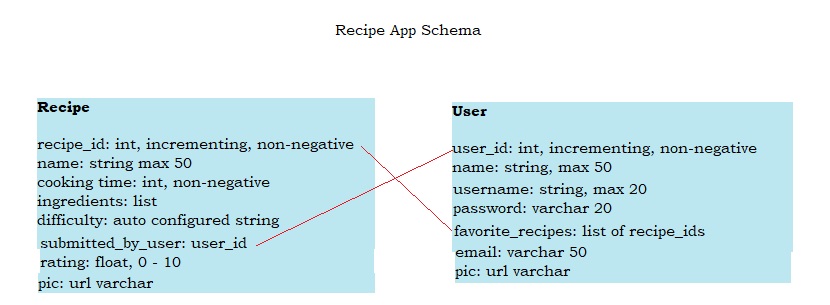 Recipe App Schema
Recipe
recipe_id: int, incrementing, non-negative
name: string max 50
cooking time: int, non-negative
ingredients: list
difficulty: auto configured string
submitted_by_user: user_id
rating: float, 0 - 10
pic: url varchar
User
user_id: int, incrementing, non-negative
name: string, max 50
username: string, max 20
password: varchar 20
favorite_recipes: list of recipe_ids
email: varchar 50
pic: url varchar